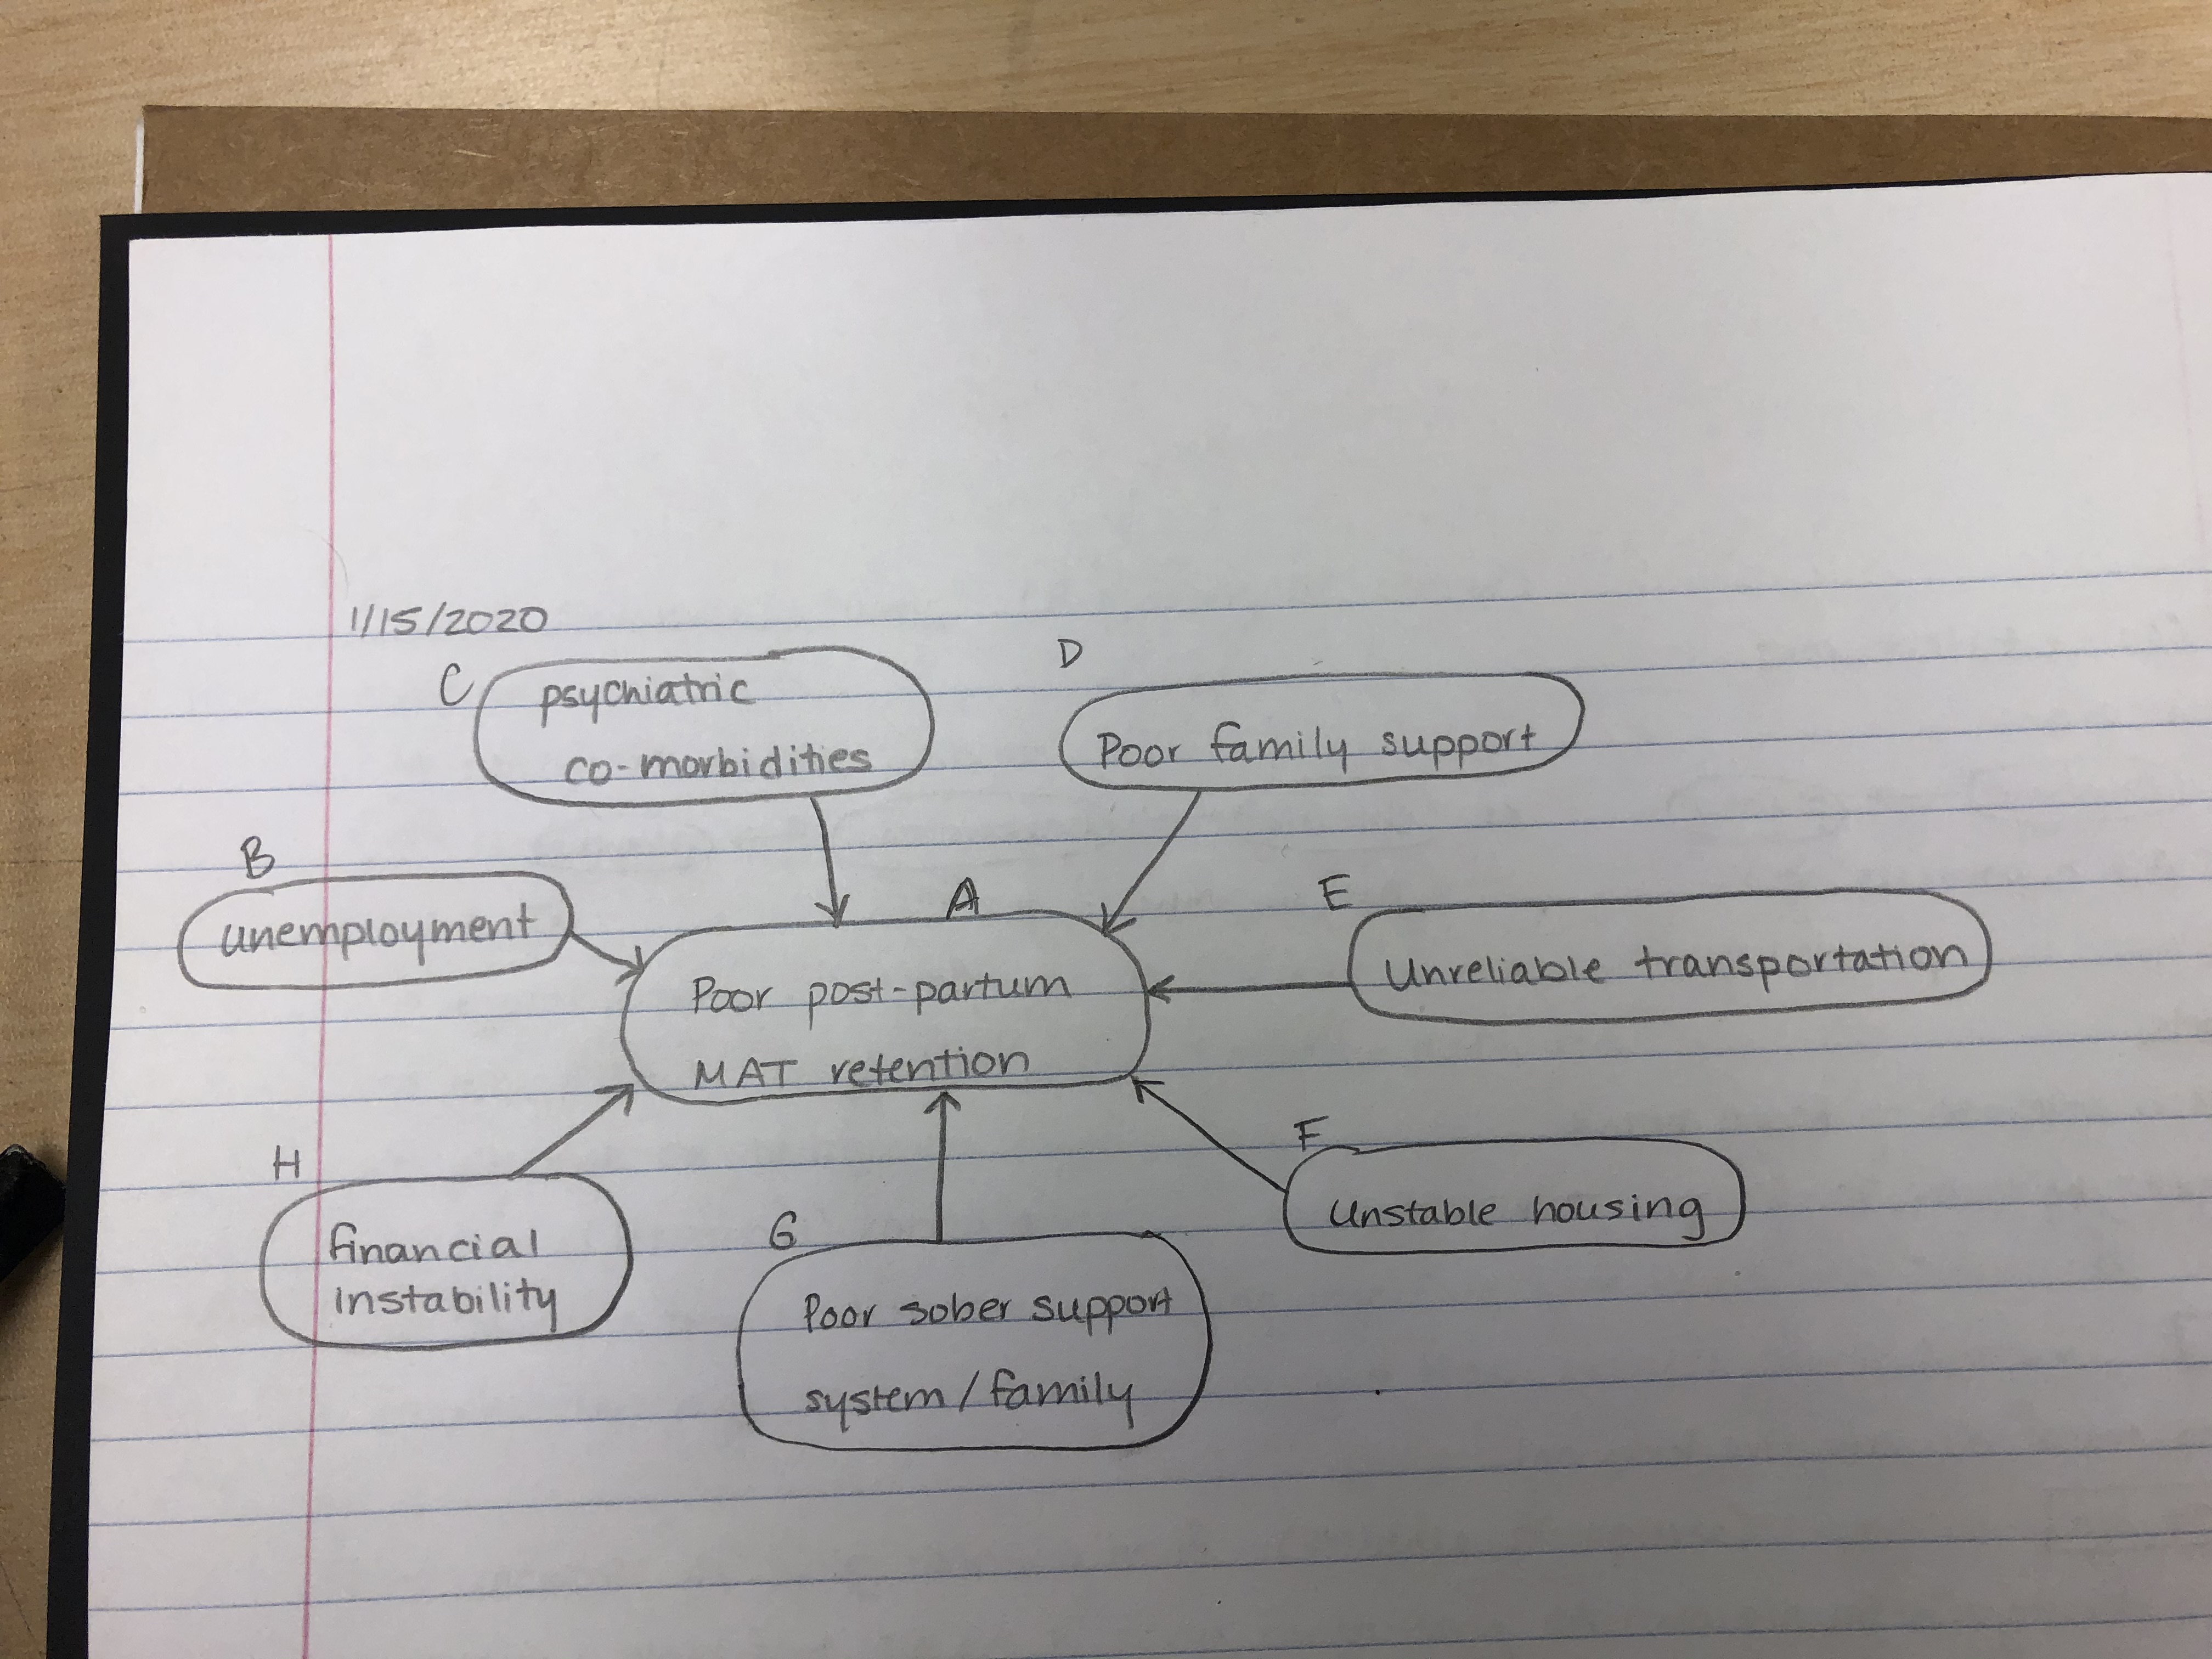 1/15/2020
C
psychiatric
co-morbidities
D
Poor family support
B
unemployment
A
Poor post-partum
MAT retention
E
Unreliable transportation
H
financial
instability
G
Poor sober support
system/family
F
Unstable housing